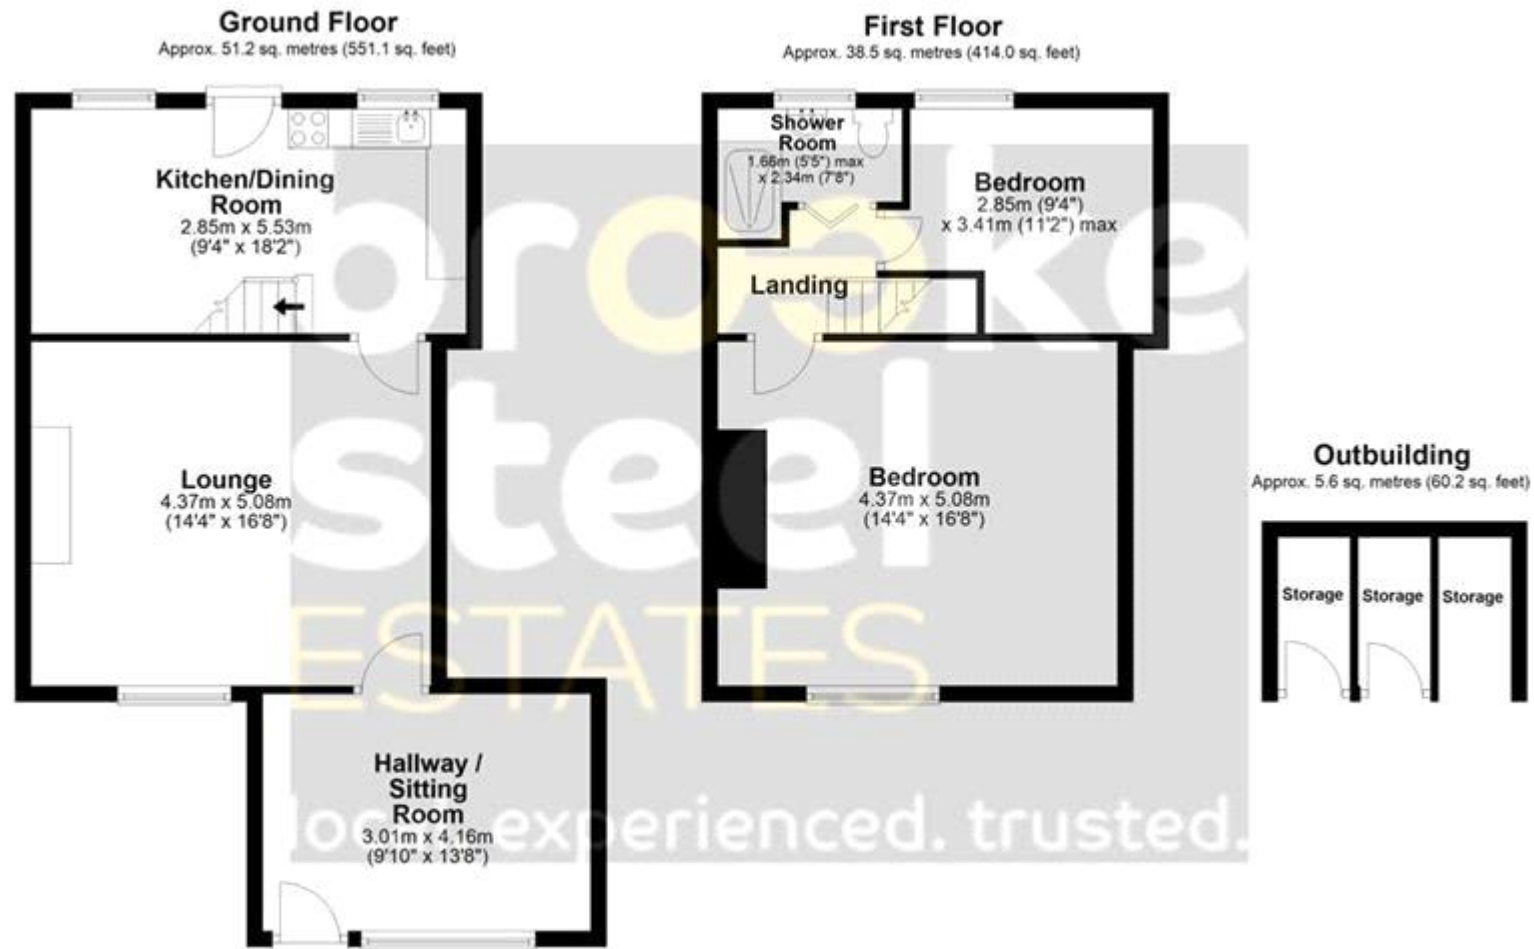 Ground Floor
Approx. 51.2 sq. metres (551.1 sq. feet)
Kitchen/Dining
Room
2.85m x 5.53m
(9'4" x 18'2")
Lounge
4.37m x 5.08m
(14'4" x 16'8")
Hallway /
Sitting
Room
3.01m x 4.16m
(9'10" x 13'8")
First Floor
Approx. 38.5 sq. metres (414.0 sq. feet)
Shower
Room
1.66m (5'5") max
x 2.34m (7'8")
Bedroom
2.85m (9'4")
x 3.41m (11'2") max
Landing
Bedroom
4.37m x 5.08m
(14'4" x 16'8")
Outbuilding
Approx. 5.6 sq. metres (60.2 sq. feet)
Storage
Storage
Storage
brooke
steel
ESTATES
local. experienced. trusted.